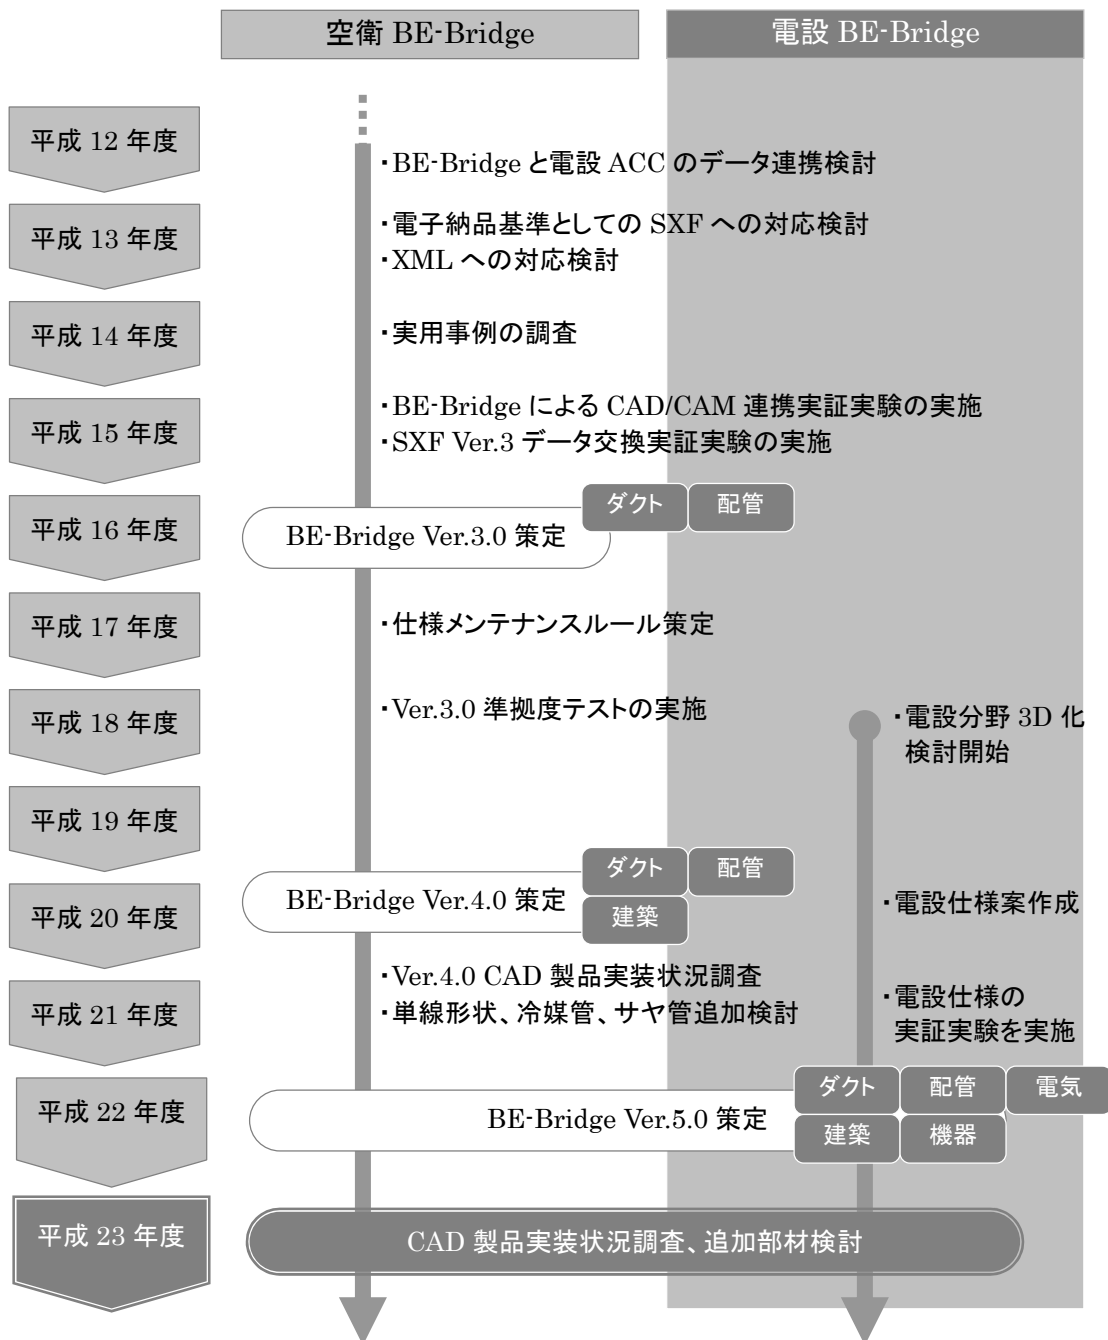 空衛 BE-Bridge
電設 BE-Bridge
平成 12 年度
・BE-Bridge と電設 ACC のデータ連携検討
平成 13 年度
・電子納品基準としての SXF への対応検討
・XML への対応検討
平成 14 年度
・実用事例の調査
平成 15 年度
・BE-Bridge による CAD/CAM 連携実証実験の実施
・SXF Ver.3 データ交換実証実験の実施
平成 16 年度
BE-Bridge Ver.3.0 策定
ダクト
配管
平成 17 年度
・仕様メンテナンスルール策定
平成 18 年度
・Ver.3.0 準拠度テストの実施
・電設分野 3D 化
検討開始
平成 19 年度
平成 20 年度
BE-Bridge Ver.4.0 策定
ダクト
配管
建築
・電設仕様案作成
平成 21 年度
・Ver.4.0 CAD 製品実装状況調査
・単線形状、冷媒管、サヤ管追加検討
・電設仕様の
実証実験を実施
平成 22 年度
BE-Bridge Ver.5.0 策定
ダクト
配管
電気
建築
機器
平成 23 年度
CAD 製品実装状況調査、追加部材検討